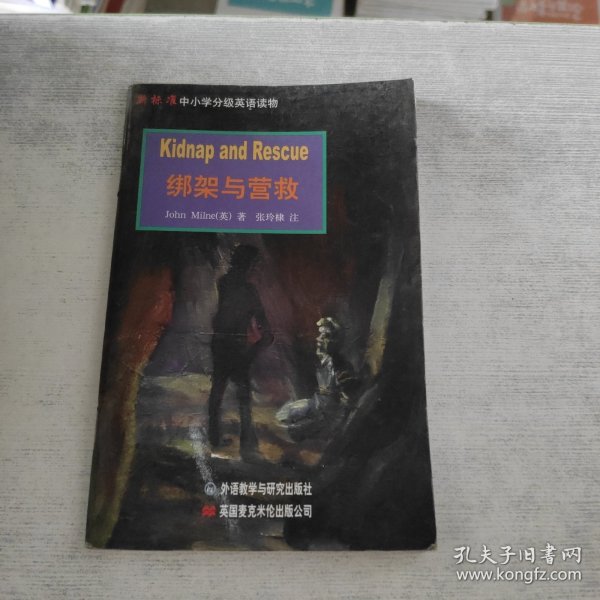 新标准中小学分级英语读物
Kidnap and Rescue
绑架与营救
John Milne(英) 著 张玲棣 注
外语教学与研究出版社
英国麦克米伦出版公司
孔夫子旧书网
www.kongfz.com